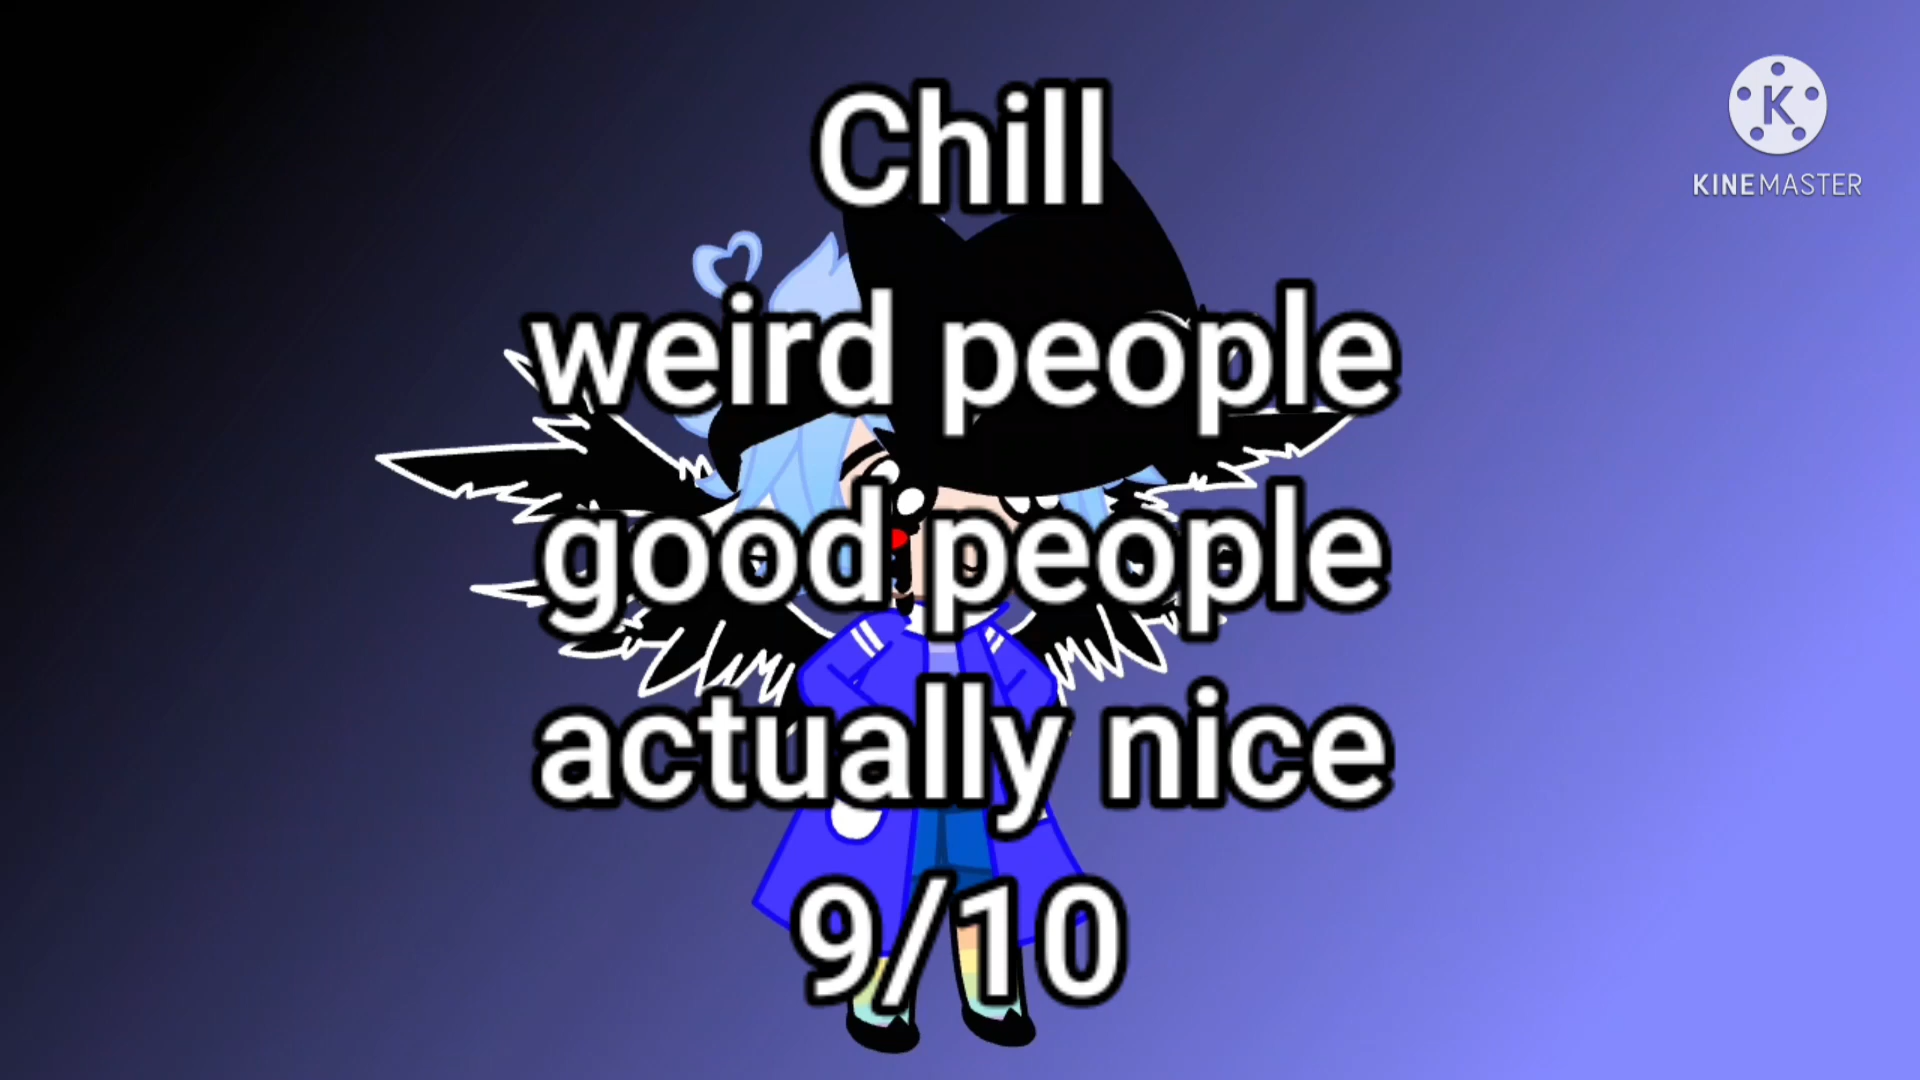 Chill
weird people
good people
actually nice
9/10
K
KINEMASTER